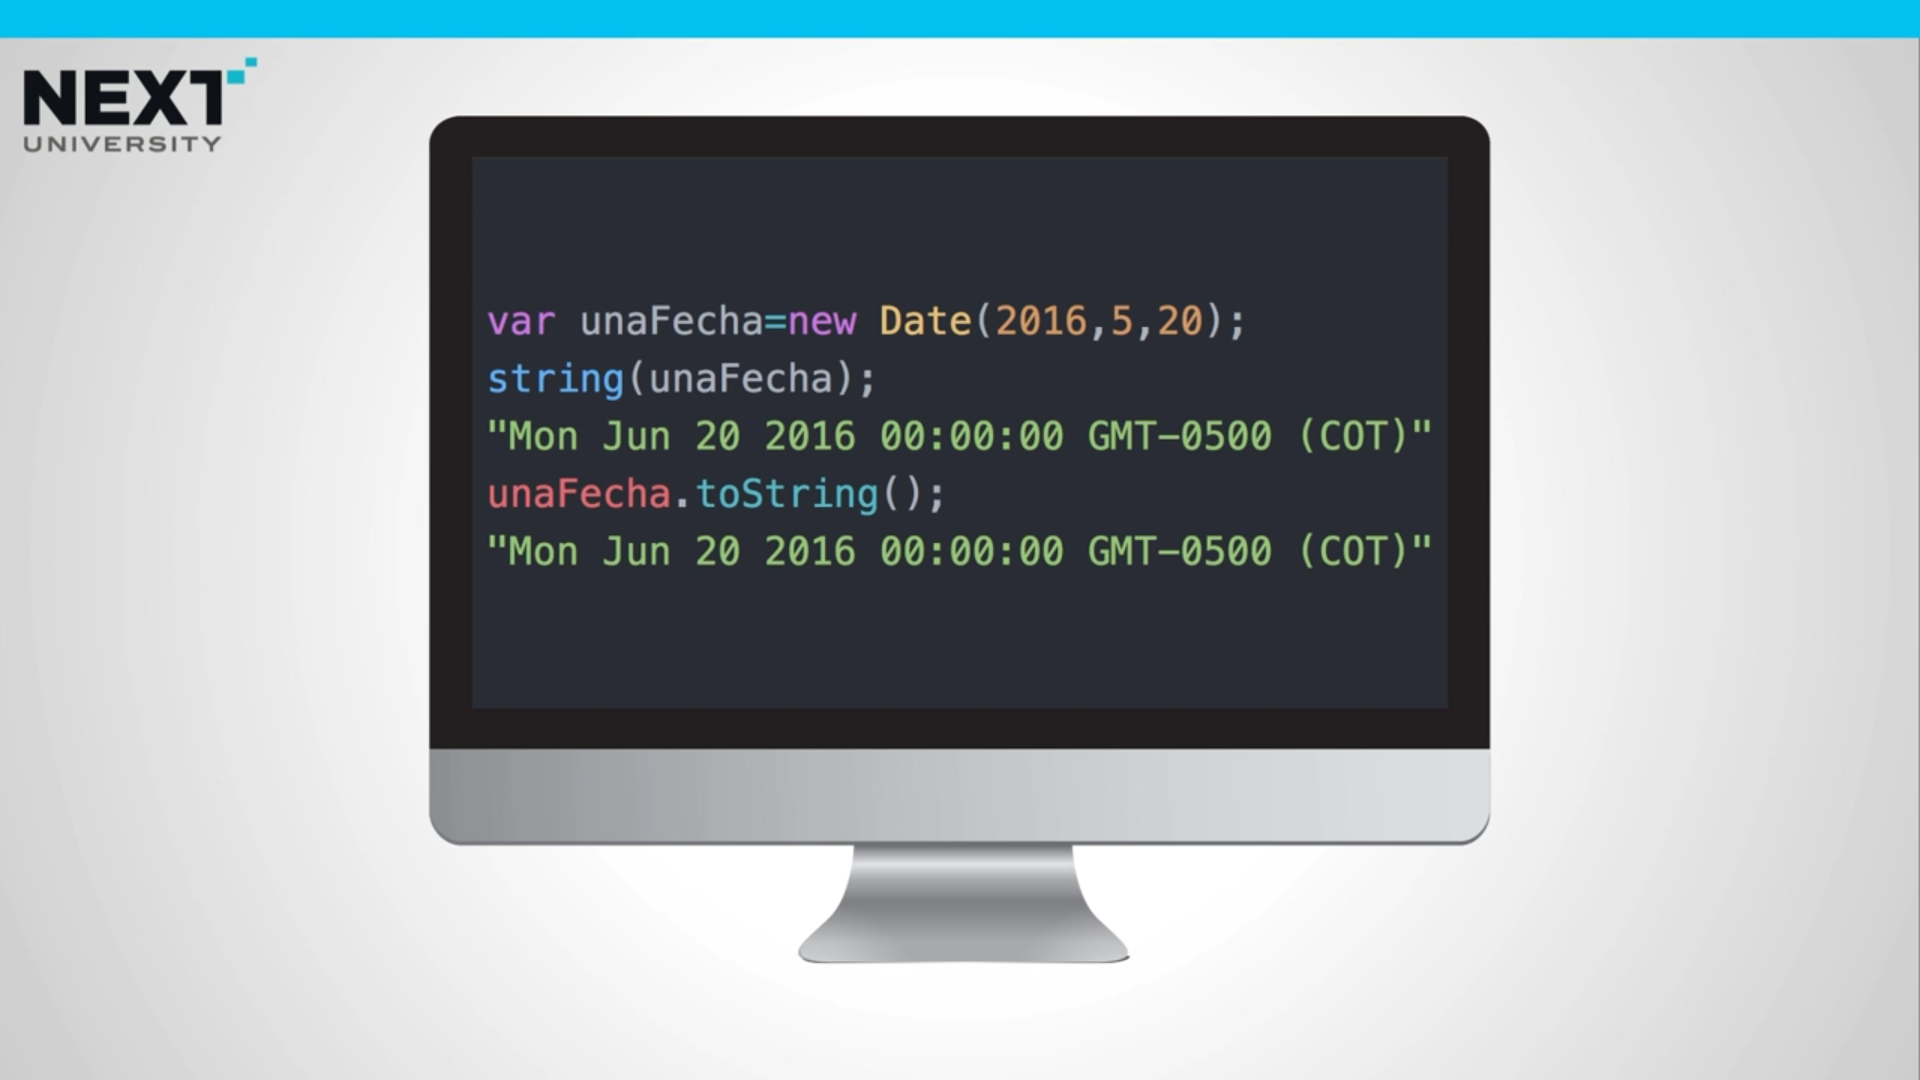 NEXT
UNIVERSITY
var unaFecha=new Date(2016,5,20);
string(unaFecha);
"Mon Jun 20 2016 00:00:00 GMT-0500 (COT)"
unaFecha.toString();
"Mon Jun 20 2016 00:00:00 GMT-0500 (COT)"